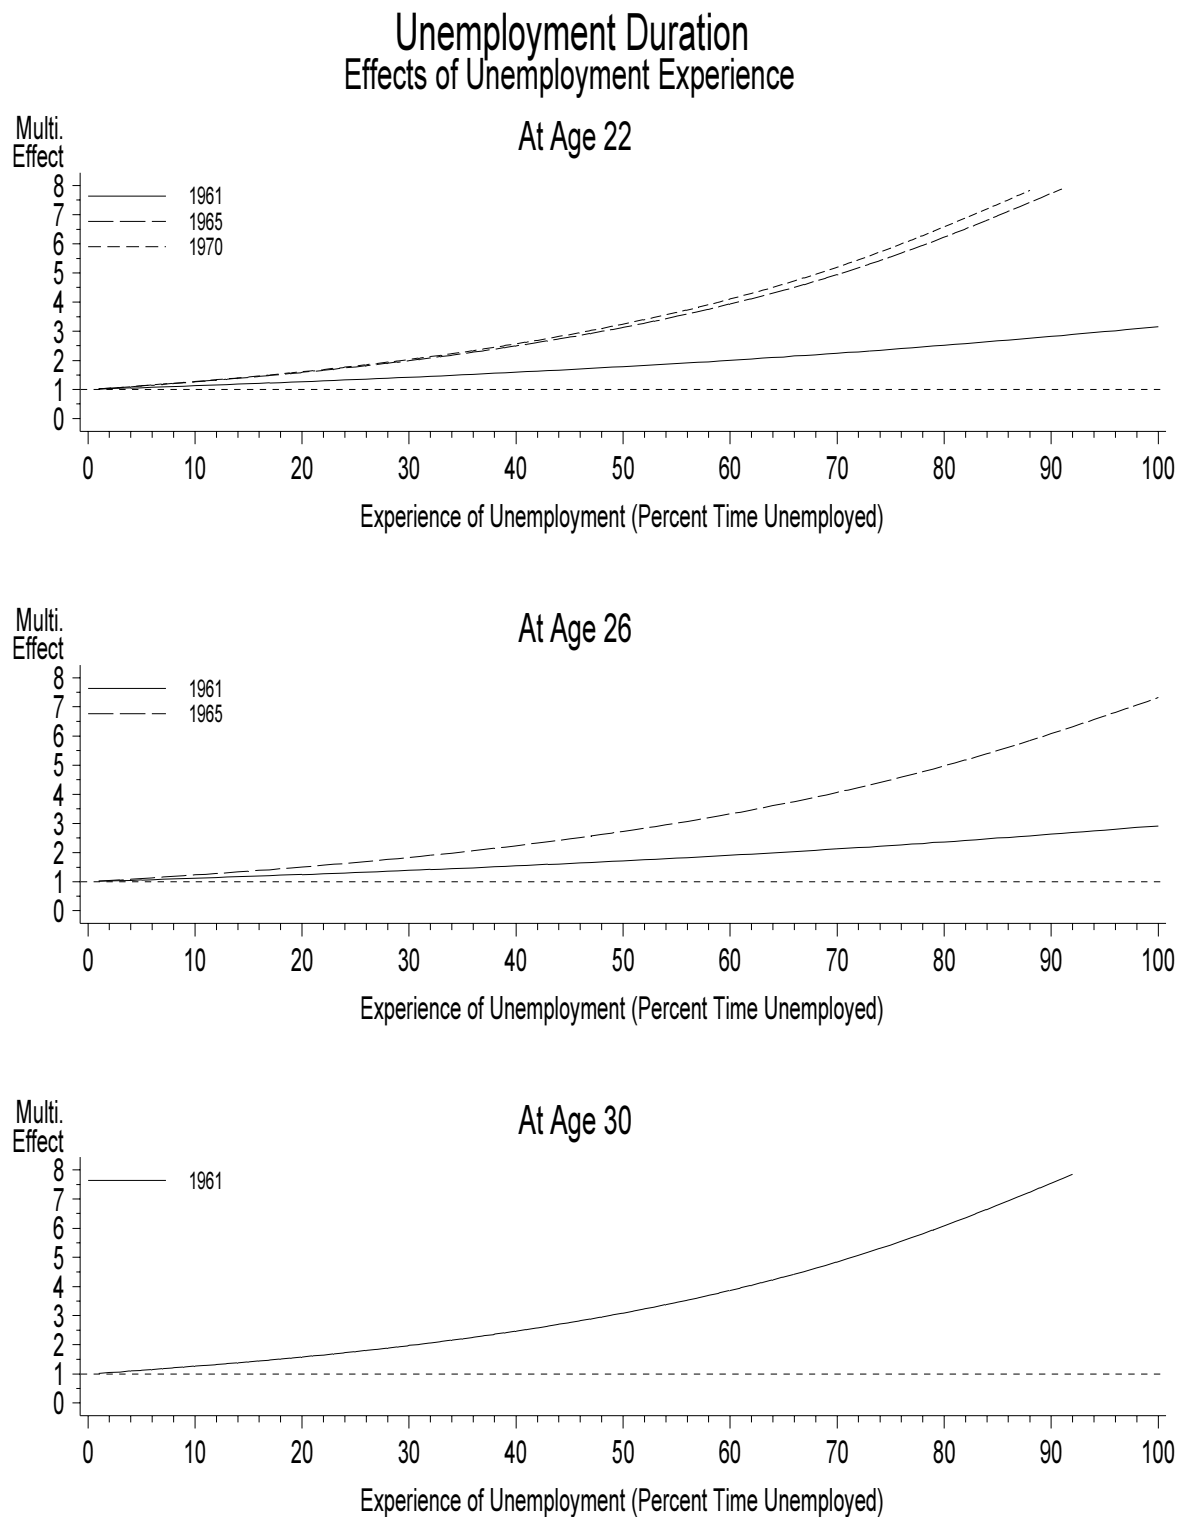 Unemployment Duration
Effects of Unemployment Experience
At Age 22
Multi.
Effect
1961
1965
1970
8
7
6
5
4
3
2
1
0
0 10 20 30 40 50 60 70 80 90 100
Experience of Unemployment (Percent Time Unemployed)
At Age 26
Multi.
Effect
1961
1965
8
7
6
5
4
3
2
1
0
0 10 20 30 40 50 60 70 80 90 100
Experience of Unemployment (Percent Time Unemployed)
At Age 30
Multi.
Effect
1961
8
7
6
5
4
3
2
1
0
0 10 20 30 40 50 60 70 80 90 100
Experience of Unemployment (Percent Time Unemployed)